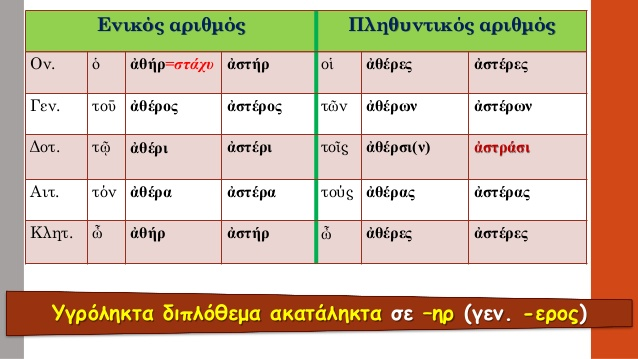 Ενικός αριθμός Πληθυντικός αριθμός
Ον. ὁ ἀθήρ=στάχυ ἀστήρ οἱ ἀθέρες ἀστέρες
Γεν. τοῦ ἀθέρος ἀστέρος τῶν ἀθέρων ἀστέρων
Δοτ. τῷ ἀθέρι ἀστέρι τοῖς ἀθέρσι(ν) ἀστράσι
Αιτ. τόν ἀθέρα ἀστέρα τούς ἀθέρας ἀστέρας
Κλητ. ὦ ἀθήρ ἀστήρ ὦ ἀθέρες ἀστέρες
Υγρόληκτα διπλόθεμα ακατάληκτα σε –ηρ (γεν. -ερος)